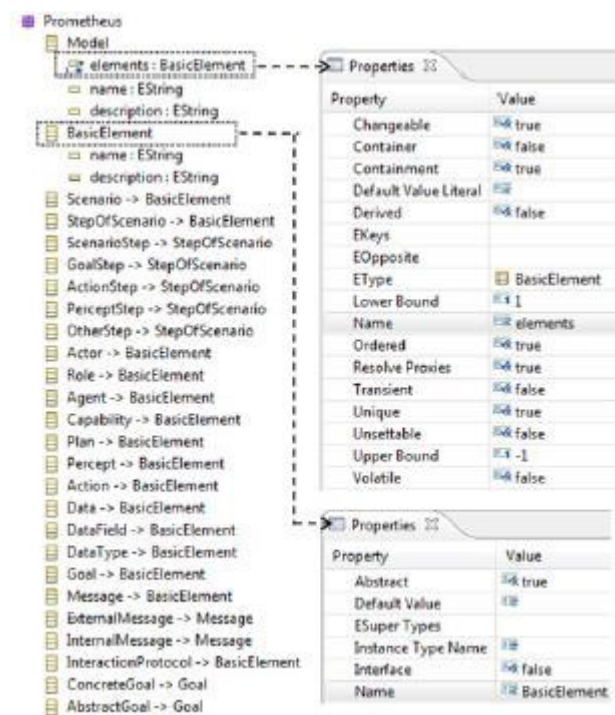 Prometheus
Model
elements : BasicElement
name : EString
description : EString
BasicElement
name : EString
description : EString
Scenario -> BasicElement
StepOfScenario -> BasicElement
ScenarioStep -> StepOfScenario
GoalStep -> StepOfScenario
ActionStep -> StepOfScenario
PerceptStep -> StepOfScenario
OtherStep -> StepOfScenario
Actor -> BasicElement
Role -> BasicElement
Agent -> BasicElement
Capability -> BasicElement
Plan -> BasicElement
Percept -> BasicElement
Action -> BasicElement
Data -> BasicElement
DataField -> BasicElement
DataType -> BasicElement
Goal -> BasicElement
Message -> BasicElement
ExternalMessage -> Message
InternalMessage -> Message
InteractionProtocol -> BasicElement
ConcreteGoal -> Goal
AbstractGoal -> Goal
Properties
Property Value
Changeable true
Container false
Containment true
Default Value Literal
Derived false
EKeys
EOpposite
EType BasicElement
Lower Bound 1
Name elements
Ordered true
Resolve Proxies true
Transient false
Unique true
Unsettable false
Upper Bound -1
Volatile false
Properties
Property Value
Abstract true
Default Value
ESuper Types
Instance Type Name
Interface false
Name BasicElement